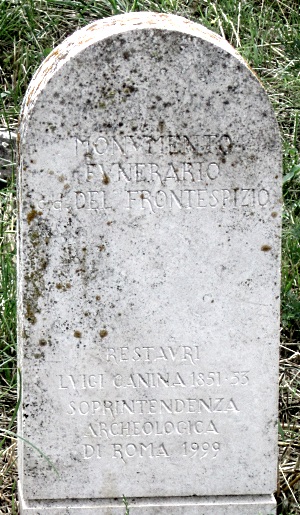 MONVMENTO
FVNERARIO
c.d. DEL FRONTESPIZIO
RESTAVRI
LVIGI CANINA 1851-53
SOPRINTENDENZA
ARCHEOLOGICA
DI ROMA 1999